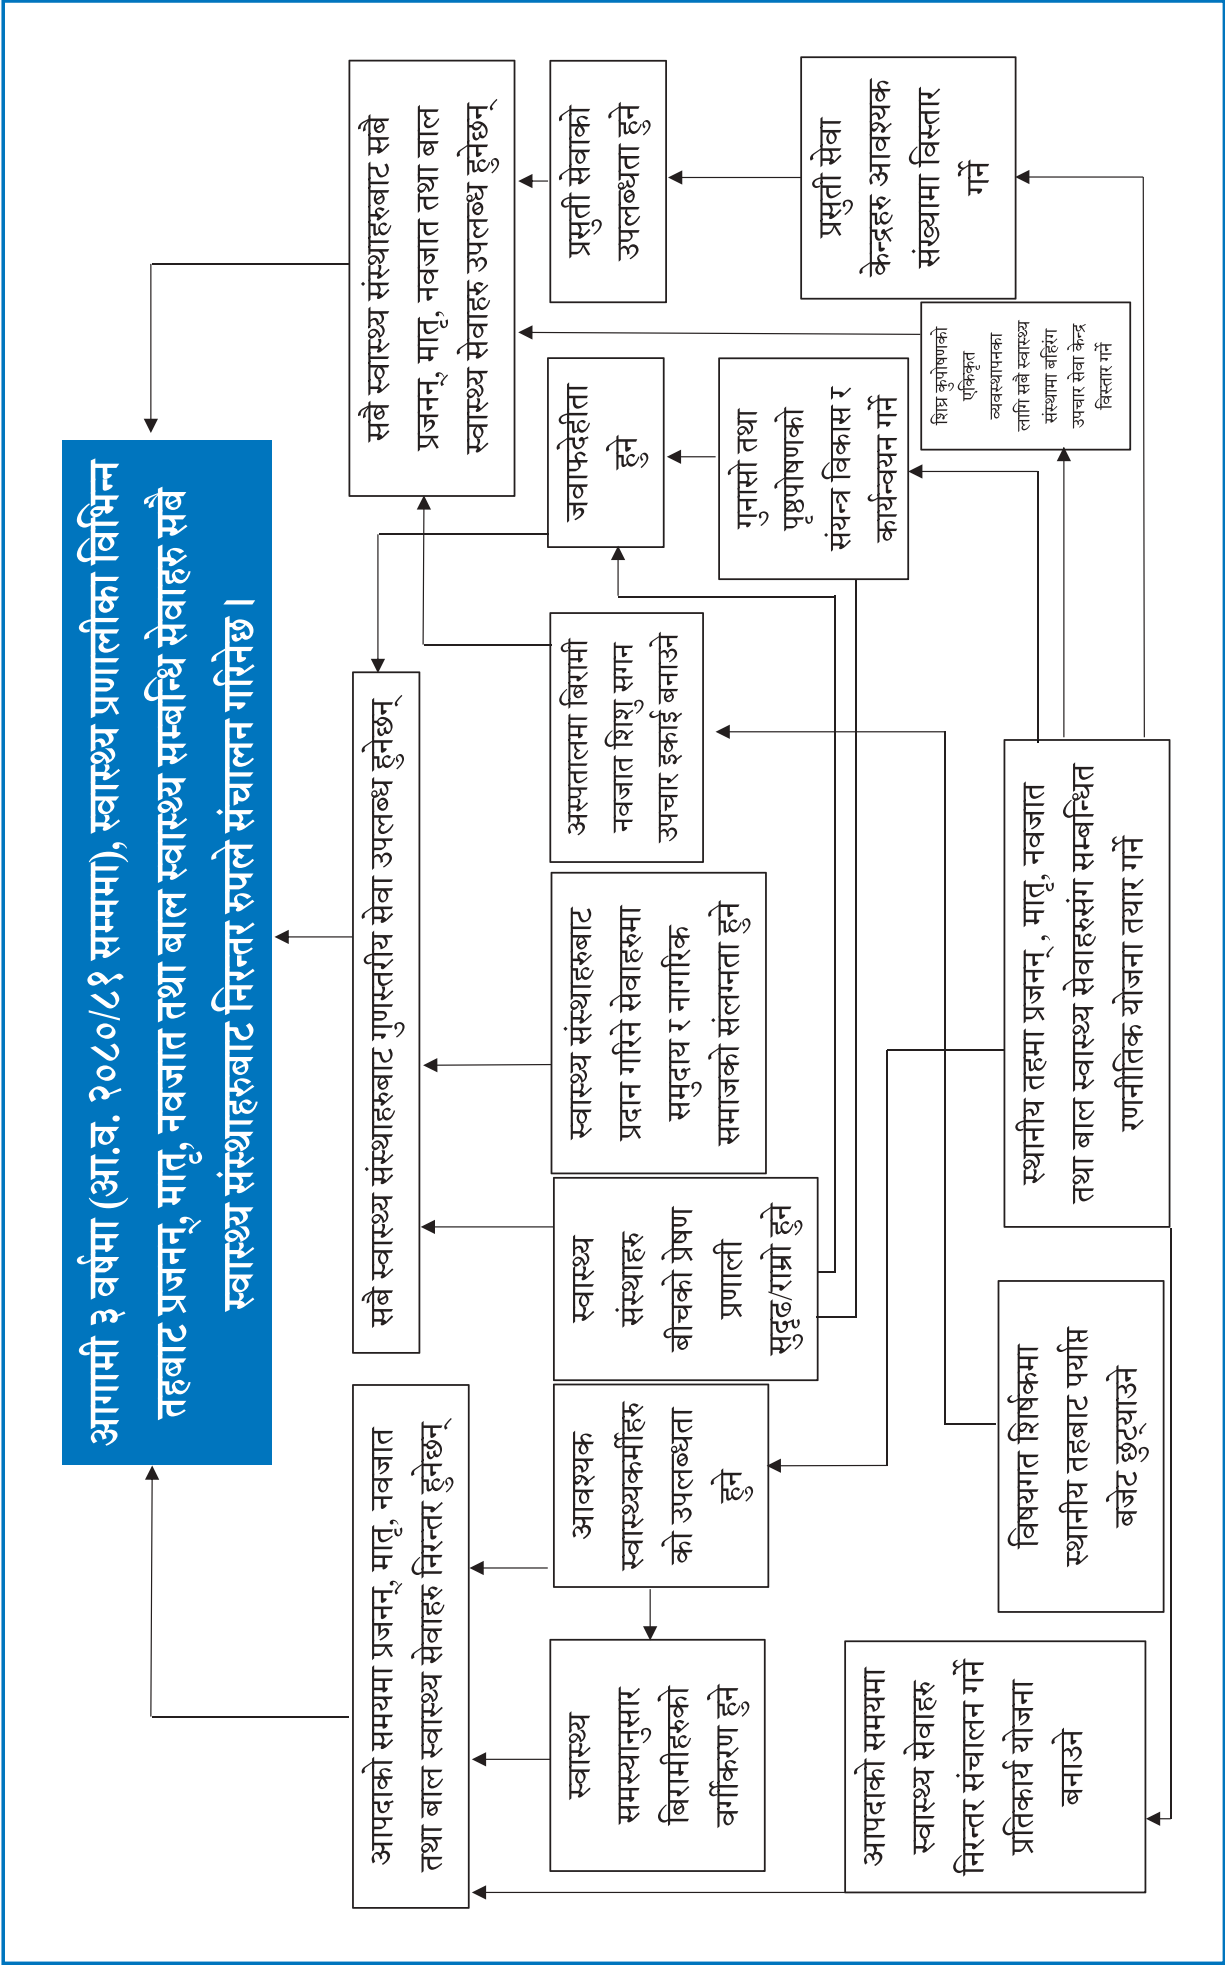 आगामी ३ वर्षमा (आ.व. २०८०/८१ सम्ममा), स्वास्थ्य प्रणालीका विभिन्न
तहबाट प्रजनन्, मातृ, नवजात तथा बाल स्वास्थ्य सम्बन्धि सेवाहरु सबै
स्वास्थ्य संस्थाहरुबाट निरन्तर रुपले संचालन गरिनेछ ।
आपदाको समयमा प्रजनन्, मातृ, नवजात
तथा बाल स्वास्थ्य सेवाहरु निरन्तर हुनेछन्
सबै स्वास्थ्य संस्थाहरुबाट गुणस्तरीय सेवा उपलब्ध हुनेछन्
सबै स्वास्थ्य संस्थाहरुबाट सबै
प्रजनन्, मातृ, नवजात तथा बाल
स्वास्थ्य सेवाहरु उपलब्ध हुनेछन्
स्वास्थ्य
समस्यानुसार
बिरामीहरुको
वर्गीकरण हुने
आवश्यक
स्वास्थ्यकर्मीहरु
को उपलब्धता
हुने
स्वास्थ्य
संस्थाहरु
बीचको प्रेषण
प्रणाली
सुदृढ/राम्रो हुने
स्वास्थ्य संस्थाहरुबाट
प्रदान गरिने सेवाहरुमा
समुदाय र नागरिक
समाजको संलग्नता हुने
अस्पतालमा बिरामी
नवजात शिशु सघन
उपचार इकाई बनाउने
जवाफदेहीता
हुने
प्रसुती सेवाको
उपलब्धता हुने
गुनासो तथा
पृष्ठपोषणको
संयन्त्र विकास र
कार्यन्वयन गर्ने
प्रसुती सेवा
केन्द्रहरु आवश्यक
संख्यामा विस्तार
गर्ने
आपदाको समयमा
स्वास्थ्य सेवाहरु
निरन्तर संचालन गर्ने
प्रतिकार्य योजना
बनाउने
विषयगत शिर्षकमा
स्थानीय तहबाट पर्याप्त
बजेट छुट्याउने
स्थानीय तहमा प्रजनन् , मातृ, नवजात
तथा बाल स्वास्थ्य सेवाहरुसंग सम्बन्धित
रणनीतिक योजना तयार गर्ने
शिघ्र कुपोषणको
एकिकृत
व्यवस्थापनका
लागि सबै स्वास्थ्य
संस्थामा बहिरंग
उपचार सेवा केन्द्र
विस्तार गर्ने